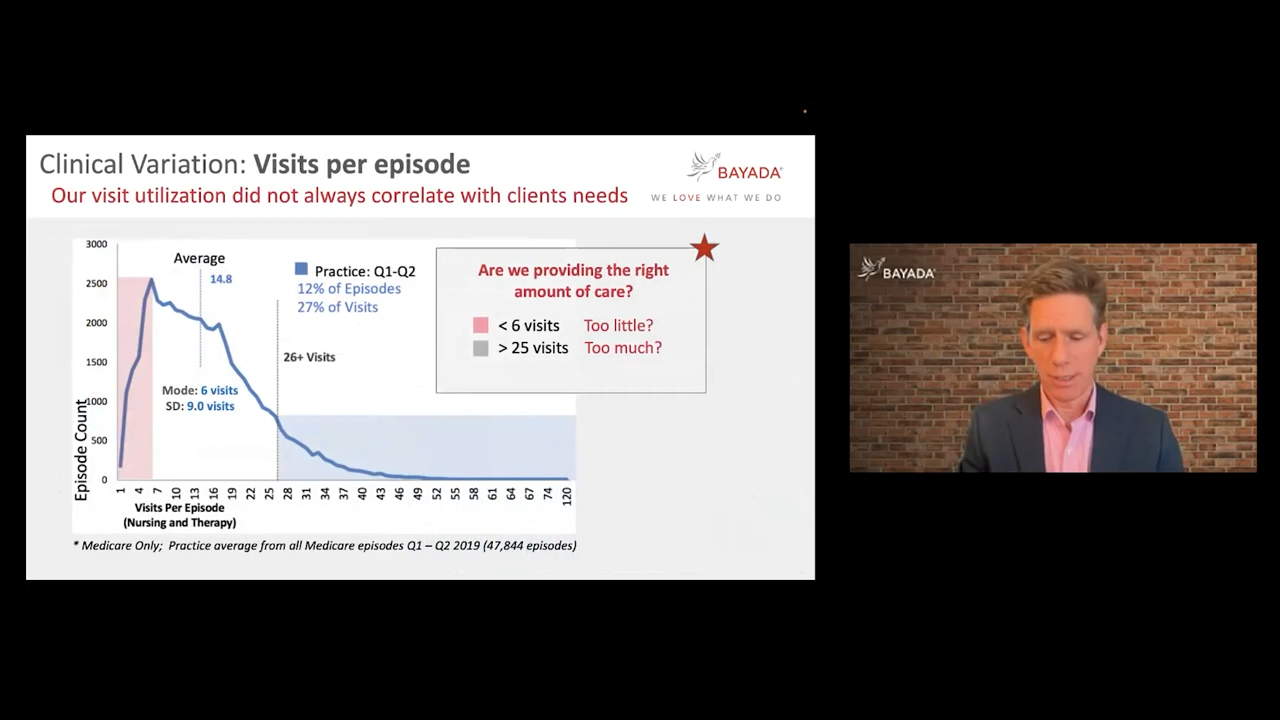 Clinical Variation: Visits per episode
Our visit utilization did not always correlate with clients needs
BAYADA®
WE LOVE WHAT WE DO
3000
2500
2000
1500
1000
500
0
Episode Count
Average
14.8
Practice: Q1-Q2
12% of Episodes
27% of Visits
26+ Visits
Mode: 6 visits
SD: 9.0 visits
1 4 7 10 13 16 19 22 25 28 31 34 37 40 43 46 49 52 55 58 61 64 67 74 120
Visits Per Episode
(Nursing and Therapy)
Are we providing the right
amount of care?
< 6 visits Too little?
> 25 visits Too much?
* Medicare Only; Practice average from all Medicare episodes Q1 – Q2 2019 (47,844 episodes)
BAYADA®